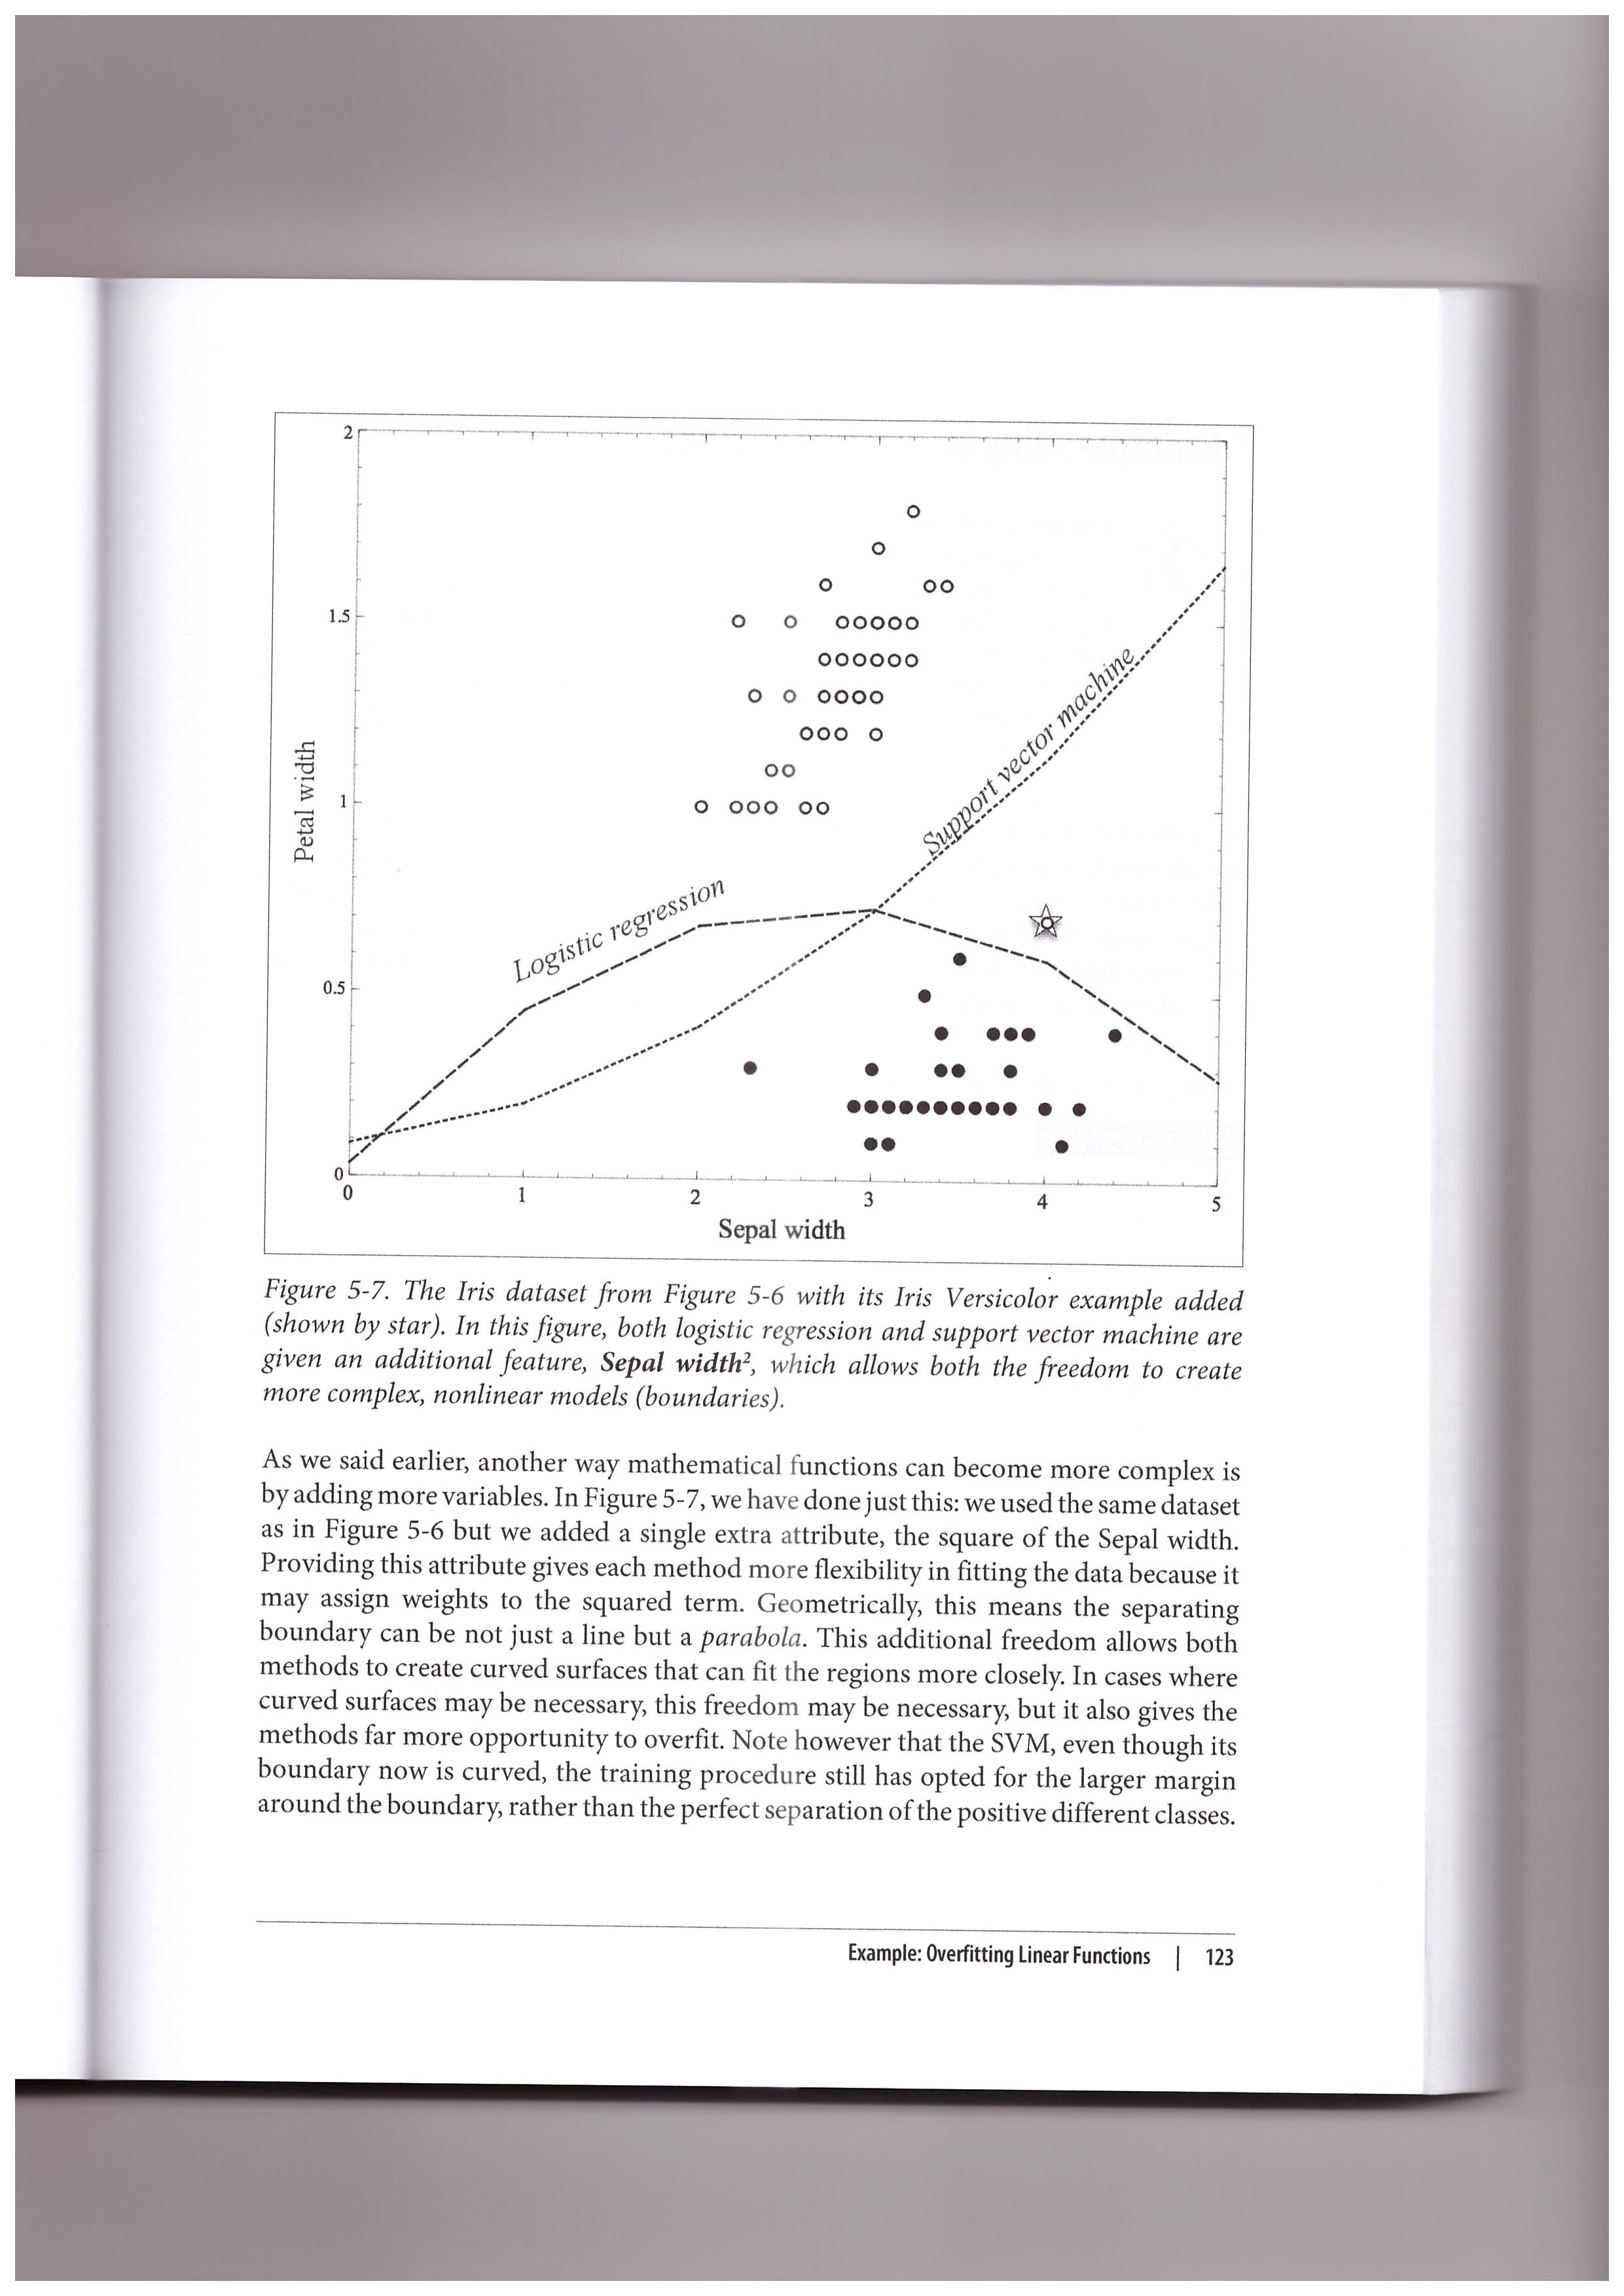 2
1.5
1
0.5
0
0 1 2 3 4 5
Petal width
Sepal width
Logistic regression
Support vector machine
Figure 5-7. The Iris dataset from Figure 5-6 with its Iris Versicolor example added
(shown by star). In this figure, both logistic regression and support vector machine are
given an additional feature, Sepal width², which allows both the freedom to create
more complex, nonlinear models (boundaries).
As we said earlier, another way mathematical functions can become more complex is
by adding more variables. In Figure 5-7, we have done just this: we used the same dataset
as in Figure 5-6 but we added a single extra attribute, the square of the Sepal width.
Providing this attribute gives each method more flexibility in fitting the data because it
may assign weights to the squared term. Geometrically, this means the separating
boundary can be not just a line but a parabola. This additional freedom allows both
methods to create curved surfaces that can fit the regions more closely. In cases where
curved surfaces may be necessary, this freedom may be necessary, but it also gives the
methods far more opportunity to overfit. Note however that the SVM, even though its
boundary now is curved, the training procedure still has opted for the larger margin
around the boundary, rather than the perfect separation of the positive different classes.
Example: Overfitting Linear Functions | 123